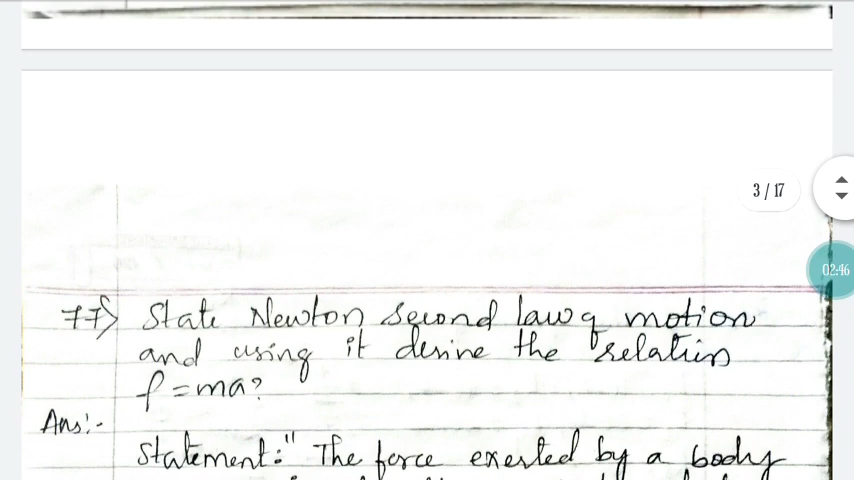 3 / 17
02:46
77) State Newton second law of motion
and using it derive the relation
f = ma?
Ans:-
Statement:" The force exerted by a body